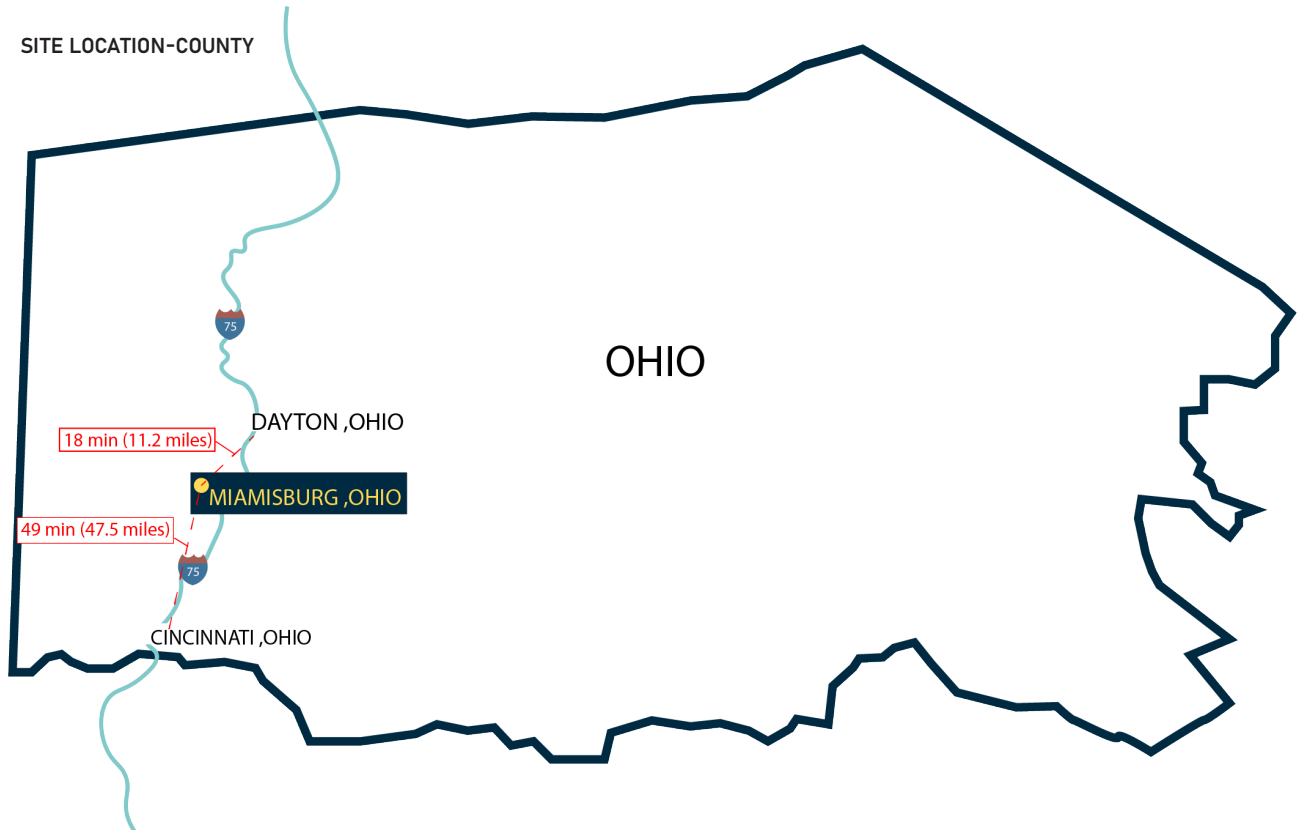 SITE LOCATION-COUNTY
75
OHIO
DAYTON ,OHIO
18 min (11.2 miles)
MIAMISBURG ,OHIO
49 min (47.5 miles)
75
CINCINNATI ,OHIO